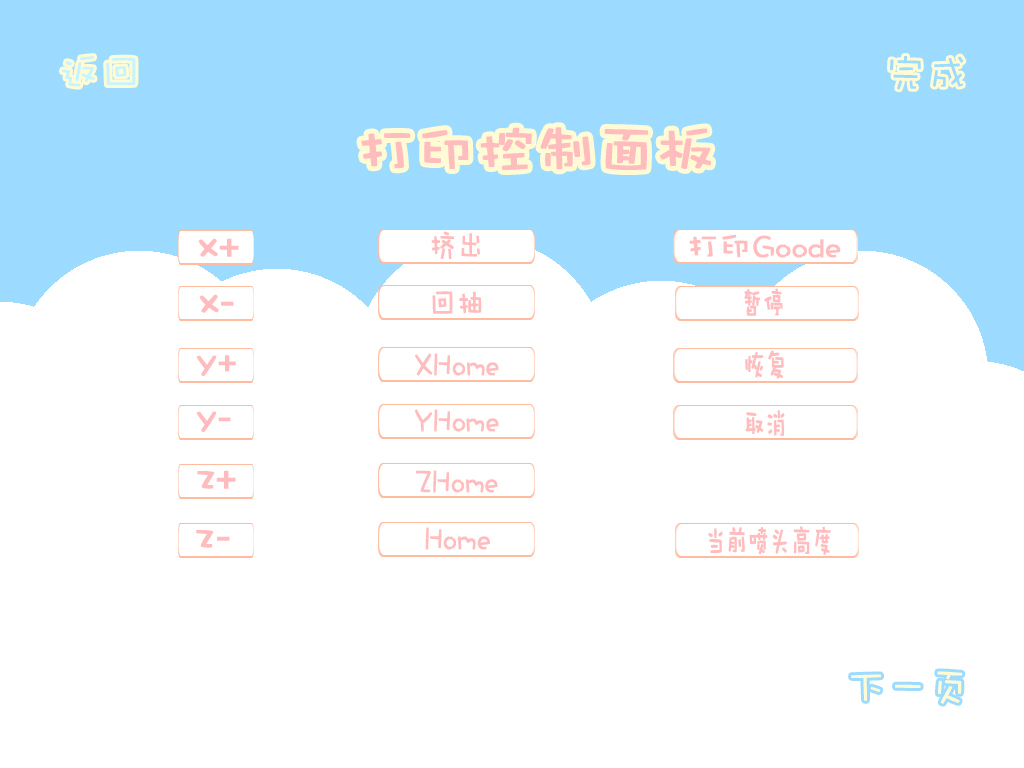 返回
完成
打印控制面板
X+
挤出
打印Goode
X-
回抽
暂停
Y+
XHome
恢复
Y-
YHome
取消
Z+
ZHome
Z-
Home
当前喷头高度
下一页